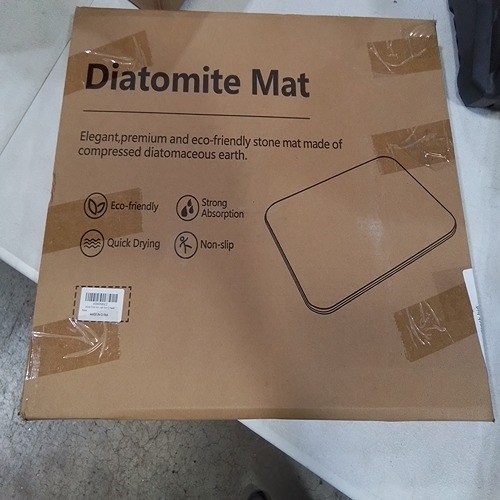 Diatomite Mat
Elegant,premium and eco-friendly stone mat made of
compressed diatomaceous earth.
Eco-friendly
Strong
Absorption
Quick Drying
Non-slip